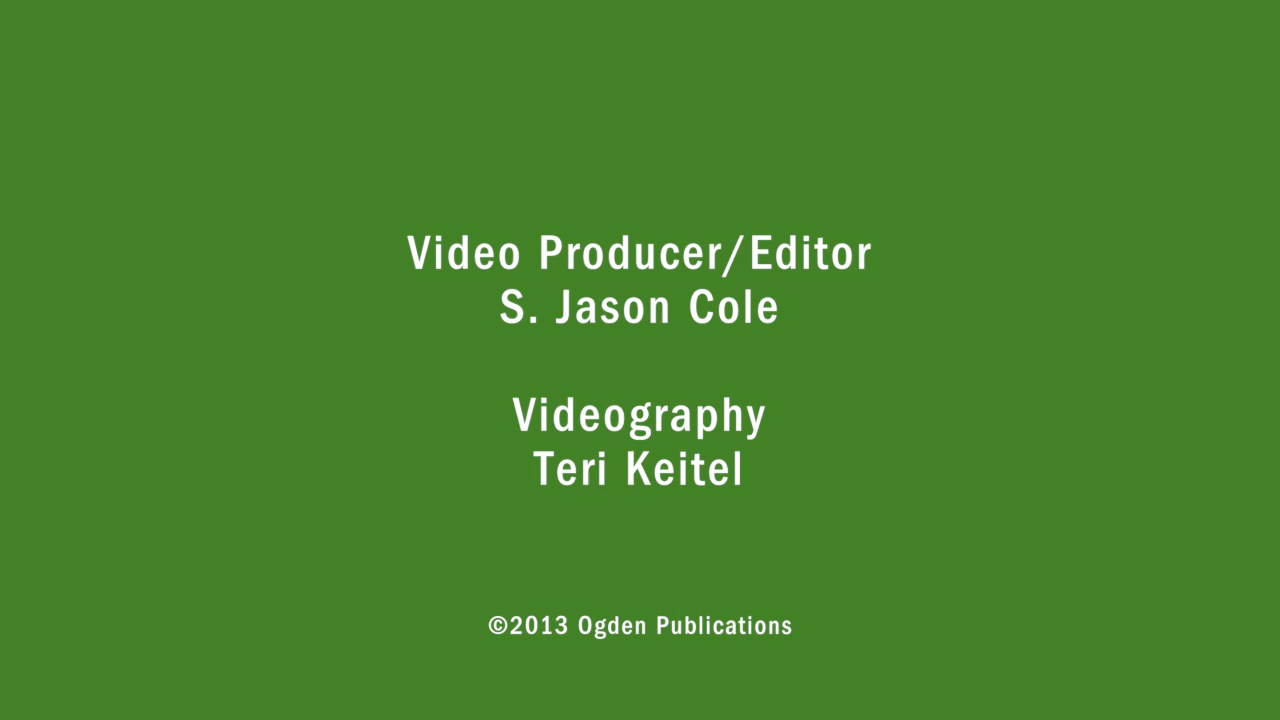 Video Producer/Editor
S. Jason Cole
Videography
Teri Keitel
©2013 Ogden Publications